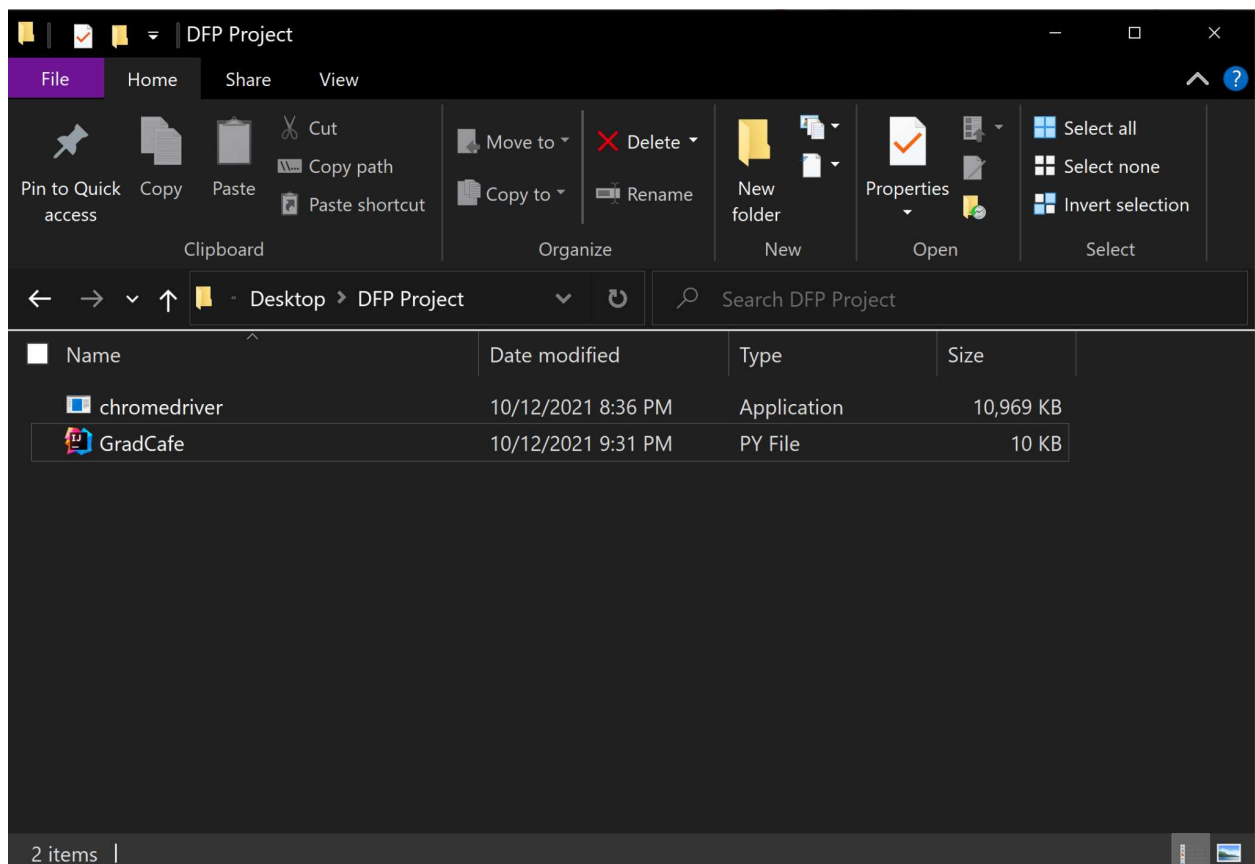 DFP Project
File Home Share View
Pin to Quick access
Copy
Paste
Cut
Copy path
Paste shortcut
Clipboard
Move to
Copy to
Delete
Rename
Organize
New folder
New
Properties
Open
Select all
Select none
Invert selection
Select
Desktop > DFP Project
Search DFP Project
Name Date modified Type Size
chromedriver 10/12/2021 8:36 PM Application 10,969 KB
GradCafe 10/12/2021 9:31 PM PY File 10 KB
2 items